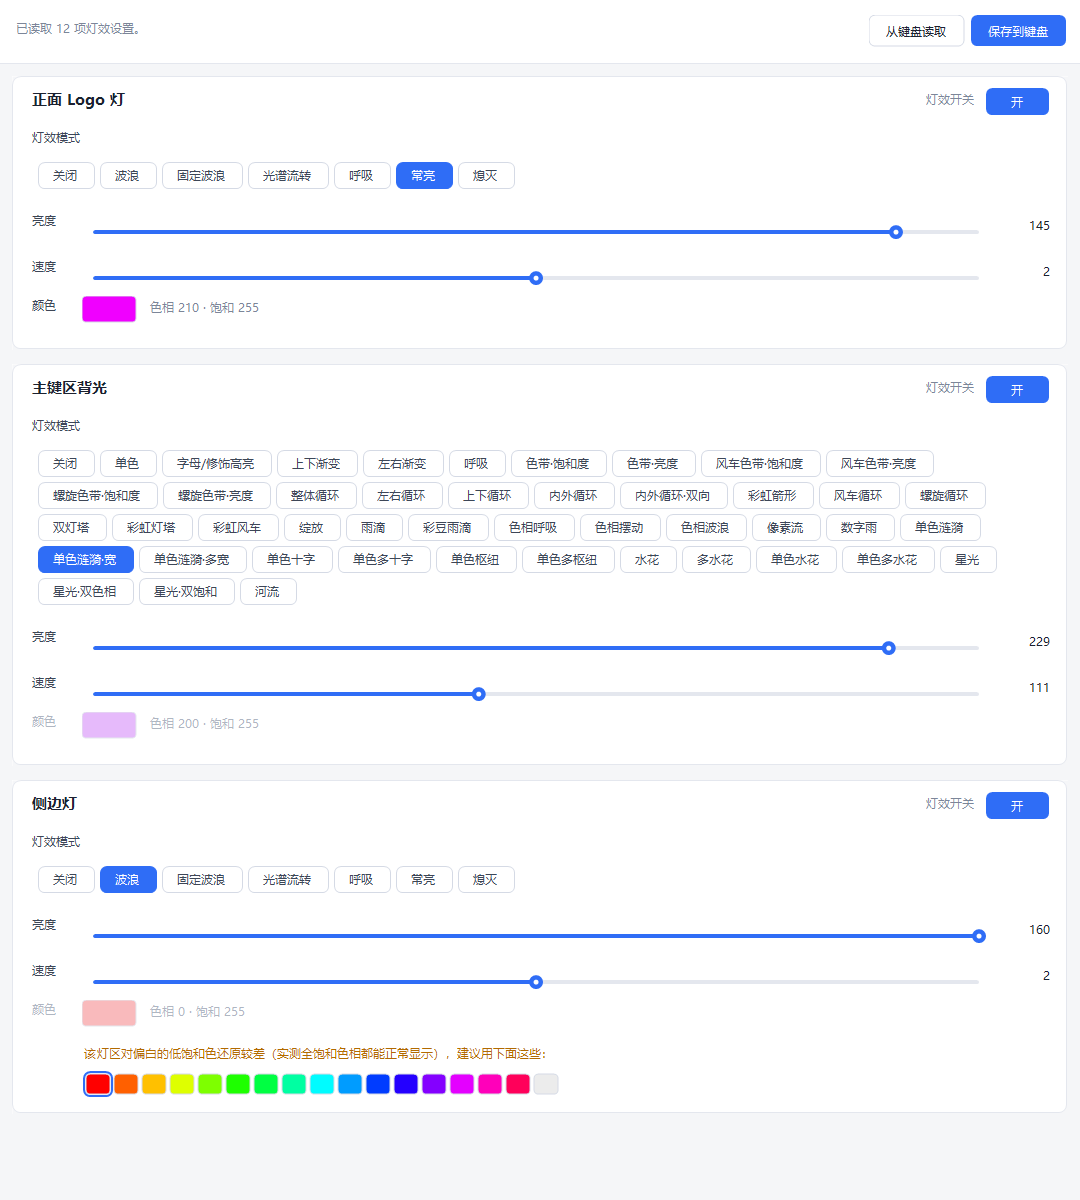 已读取 12 项灯效设置。 从键盘读取 保存到键盘
正面 Logo 灯 灯效开关 开
灯效模式
关闭 波浪 固定波浪 光谱流转 呼吸 常亮 熄灭
亮度 145
速度 2
颜色 色相 210 · 饱和 255
主键区背光 灯效开关 开
灯效模式
关闭 单色 字母/修饰高亮 上下渐变 左右渐变 呼吸 色带·饱和度 色带·亮度 风车色带·饱和度 风车色带·亮度
螺旋色带·饱和度 螺旋色带·亮度 整体循环 左右循环 上下循环 内外循环 内外循环·双向 彩虹箭形 风车循环 螺旋循环
双灯塔 彩虹灯塔 彩虹风车 绽放 雨滴 彩豆雨滴 色相呼吸 色相摆动 色相波浪 像素流 数字雨 单色涟漪
单色涟漪·宽 单色涟漪·多宽 单色十字 单色多十字 单色枢纽 单色多枢纽 水花 多水花 单色水花 单色多水花 星光
星光·双色相 星光·双饱和 河流
亮度 229
速度 111
颜色 色相 200 · 饱和 255
侧边灯 灯效开关 开
灯效模式
关闭 波浪 固定波浪 光谱流转 呼吸 常亮 熄灭
亮度 160
速度 2
颜色 色相 0 · 饱和 255
该灯区对偏白的低饱和色还原较差（实测全饱和色相都能正常显示），建议用下面这些：